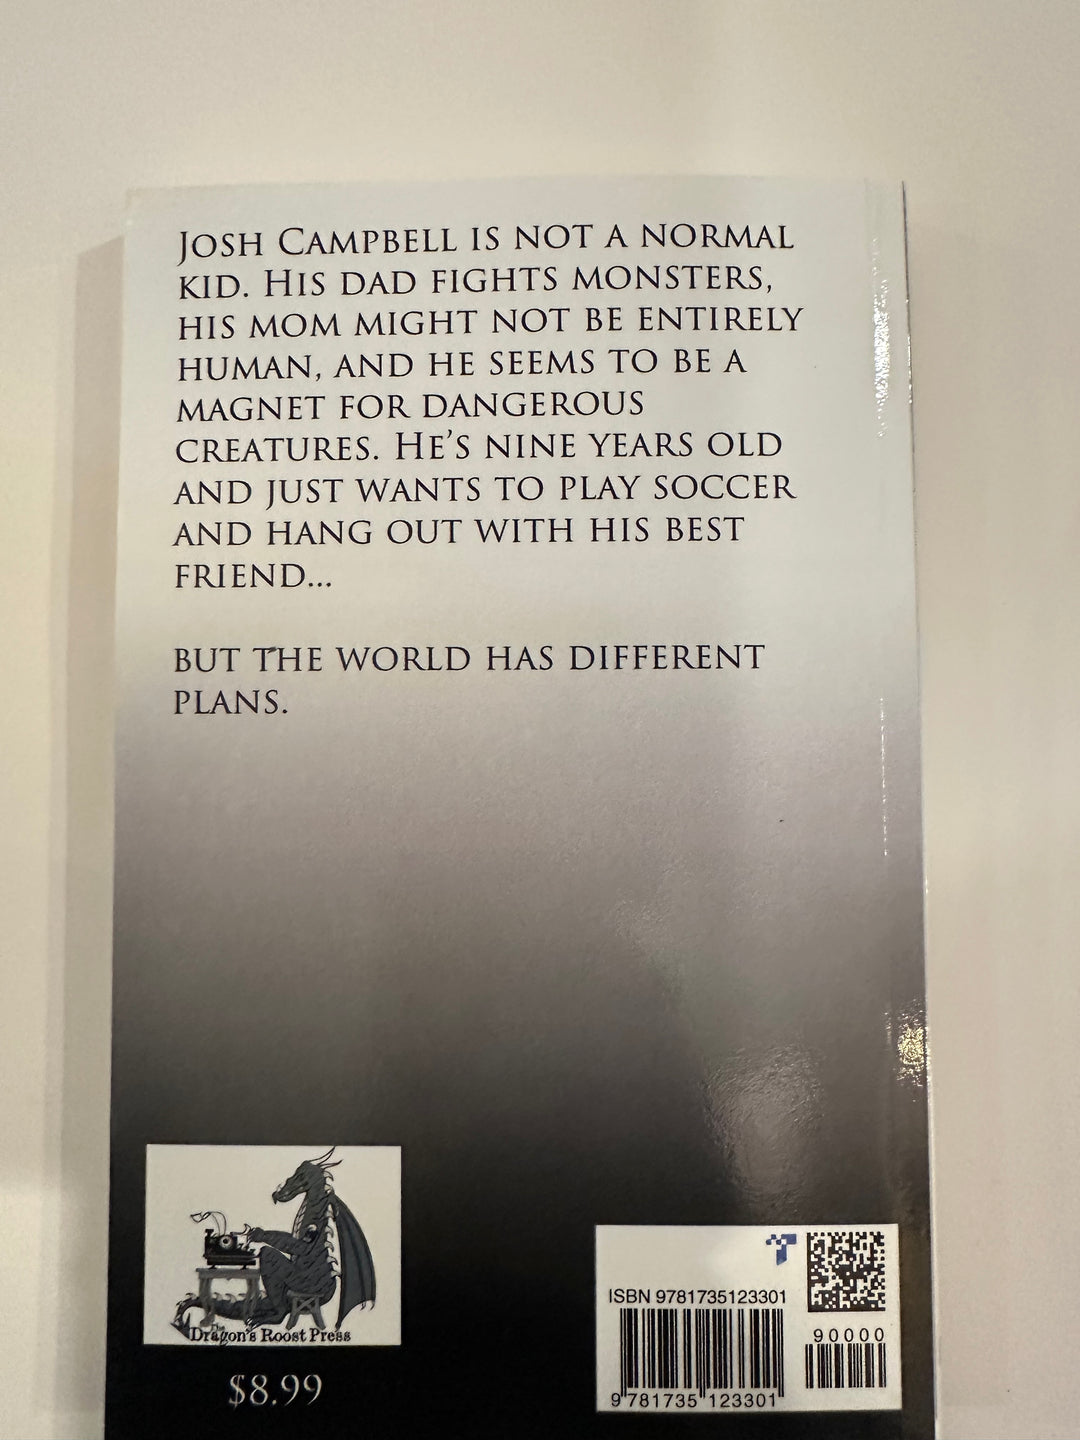 JOSH CAMPBELL IS NOT A NORMAL
KID. HIS DAD FIGHTS MONSTERS,
HIS MOM MIGHT NOT BE ENTIRELY
HUMAN, AND HE SEEMS TO BE A
MAGNET FOR DANGEROUS
CREATURES. HE'S NINE YEARS OLD
AND JUST WANTS TO PLAY SOCCER
AND HANG OUT WITH HIS BEST
FRIEND...
BUT THE WORLD HAS DIFFERENT
PLANS.
The
Dragon's Roost Press
$8.99
ISBN 9781735123301
90000
9 781735 123301